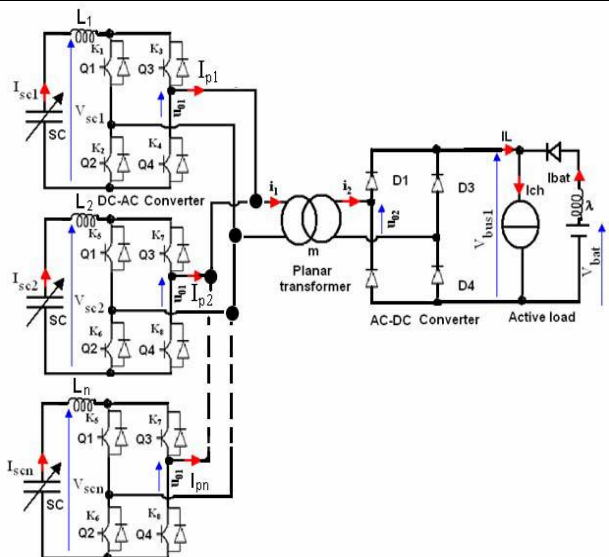 L1
K1
K3
Q1
Q3
Ip1
Isc1
Vsc1
u01
SC
K2
K4
Q2
Q4
DC-AC Converter
L2
K5
K7
Q1
Q3
Isc2
Vsc2
u01
Ip2
SC
K6
K8
Q2
Q4
Ln
K5
K7
Q1
Q3
Iscn
Vscn
u01
Ipn
SC
K6
K8
Q2
Q4
i1
i2
m
Planar
transformer
D1
D3
u02
D4
AC-DC Converter
IL
Ich
Ibat
λ
Vbus1
Vbat
Active load